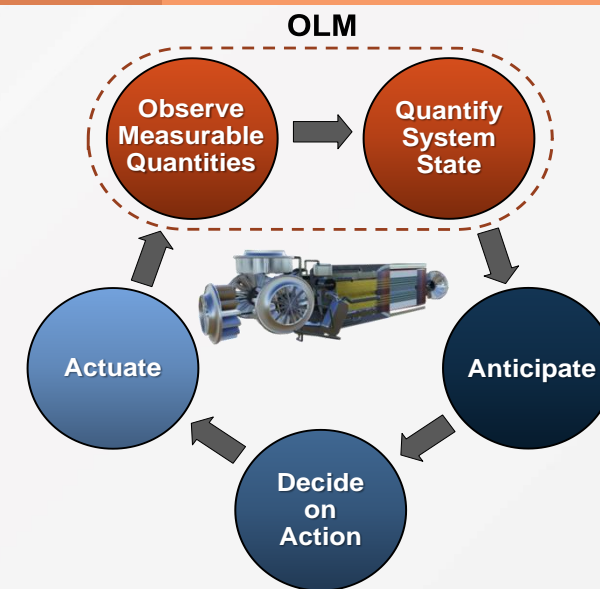 OLM
Observe
Measurable
Quantities
Quantify
System
State
Anticipate
Decide
on
Action
Actuate